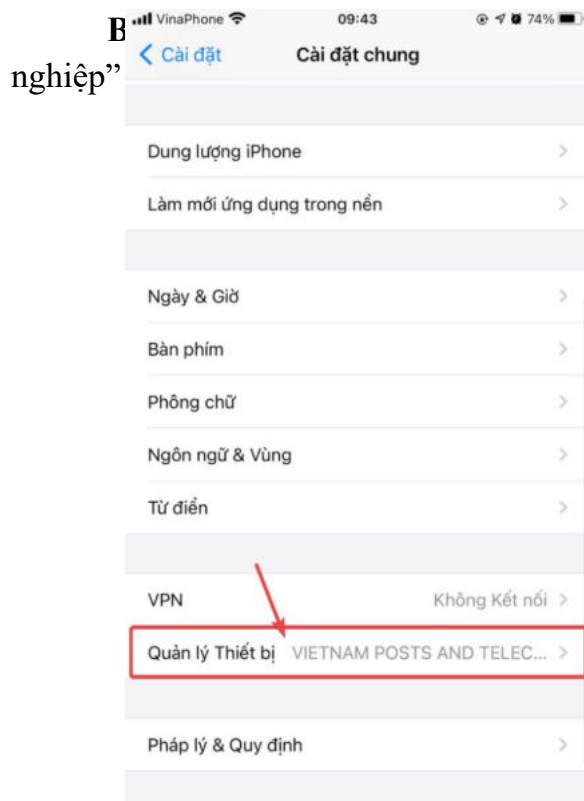 B
nghiệp”
VinaPhone 09:43 74%
Cài đặt Cài đặt chung
Dung lượng iPhone
Làm mới ứng dụng trong nền
Ngày & Giờ
Bàn phím
Phông chữ
Ngôn ngữ & Vùng
Từ điển
VPN Không Kết nối
Quản lý Thiết bị VIETNAM POSTS AND TELEC...
Pháp lý & Quy định